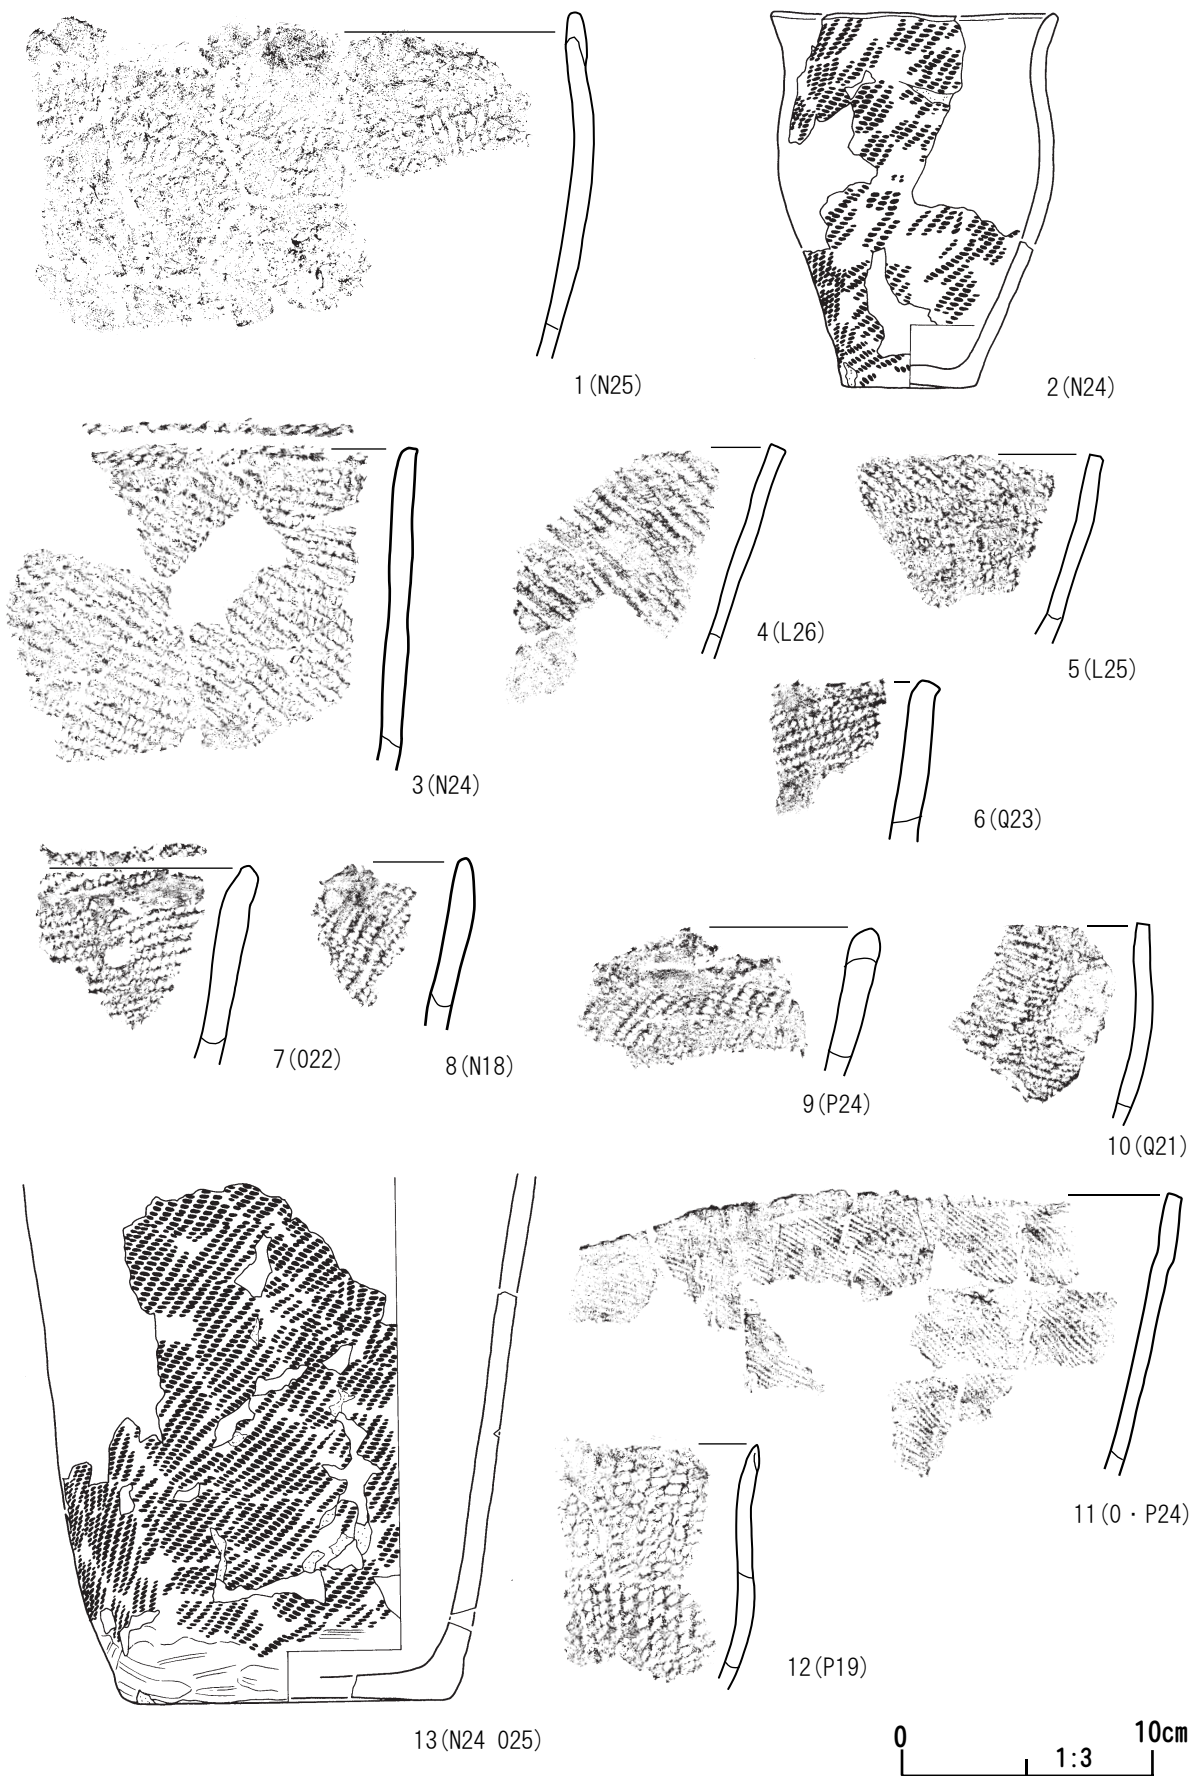 1(N25)
2(N24)
3(N24)
4(L26)
5(L25)
6(Q23)
7(O22)
8(N18)
9(P24)
10(Q21)
11(O・P24)
12(P19)
13(N24 O25)
0 10cm
1:3